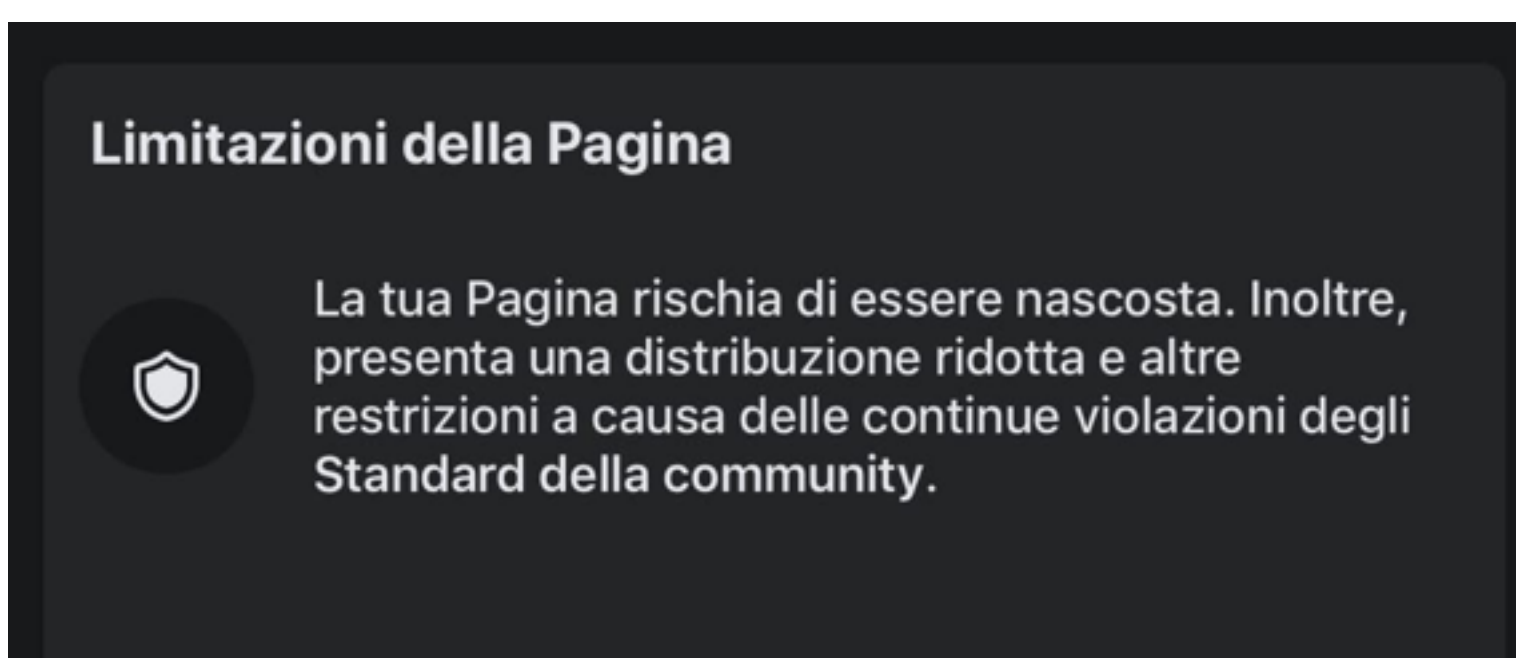 Limitazioni della Pagina
La tua Pagina rischia di essere nascosta. Inoltre,
presenta una distribuzione ridotta e altre
restrizioni a causa delle continue violazioni degli
Standard della community.